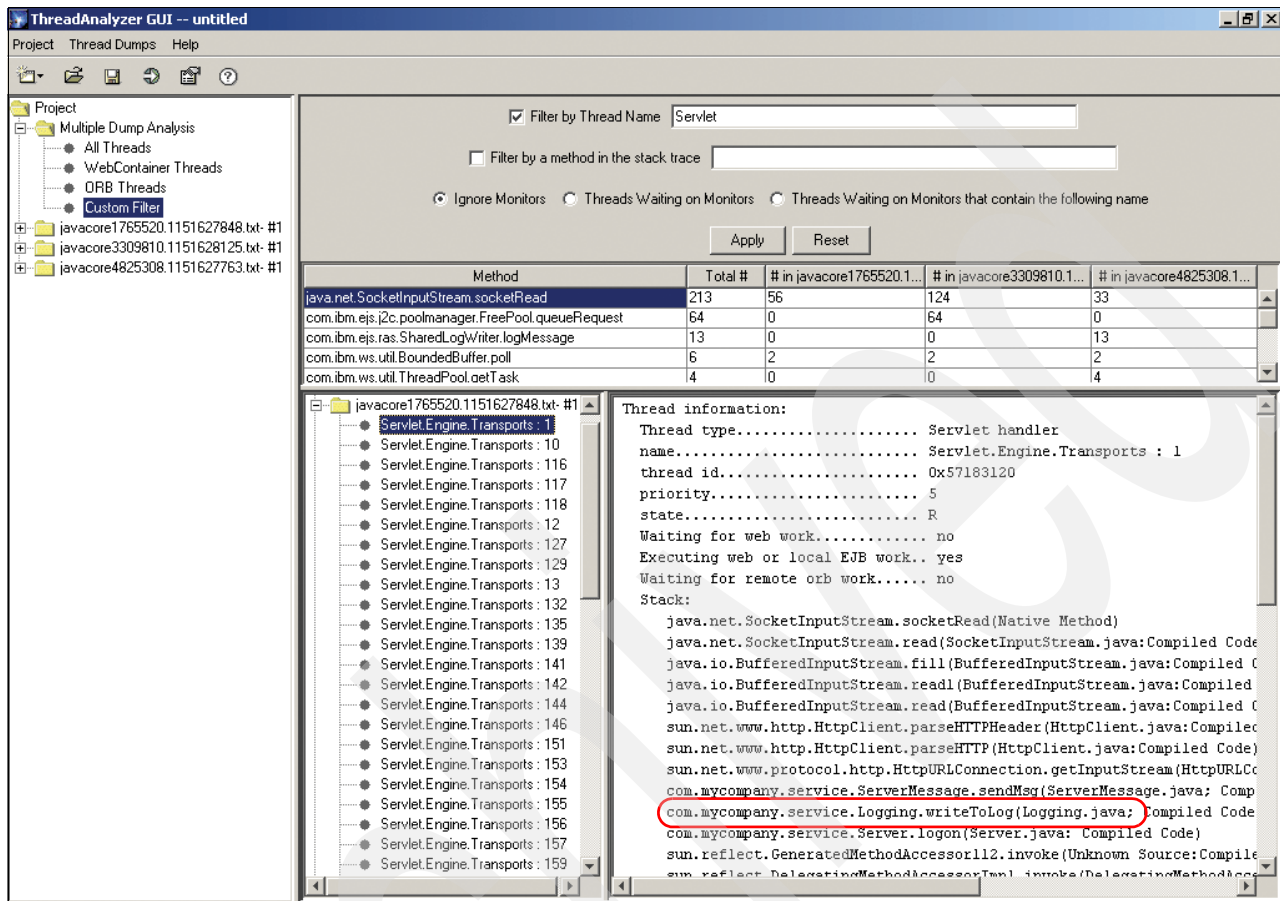 ThreadAnalyzer GUI -- untitled
Project Thread Dumps Help
Project
Multiple Dump Analysis
All Threads
WebContainer Threads
ORB Threads
Custom Filter
javacore1765520.1151627848.txt- #1
javacore3309810.1151628125.txt- #1
javacore4825308.1151627763.txt- #1
Filter by Thread Name Servlet
Filter by a method in the stack trace
Ignore Monitors Threads Waiting on Monitors Threads Waiting on Monitors that contain the following name
Apply Reset
Method Total # # in javacore1765520.1... # in javacore3309810.1... # in javacore4825308.1...
java.net.SocketInputStream.socketRead 213 56 124 33
com.ibm.ejs.j2c.poolmanager.FreePool.queueRequest 64 0 64 0
com.ibm.ejs.ras.SharedLogWriter.logMessage 13 0 0 13
com.ibm.ws.util.BoundedBuffer.poll 6 2 2 2
com.ibm.ws.util.ThreadPool.getTask 4 0 0 4
javacore1765520.1151627848.txt- #1
Servlet.Engine.Transports : 1
Servlet.Engine.Transports : 10
Servlet.Engine.Transports : 116
Servlet.Engine.Transports : 117
Servlet.Engine.Transports : 118
Servlet.Engine.Transports : 12
Servlet.Engine.Transports : 127
Servlet.Engine.Transports : 129
Servlet.Engine.Transports : 13
Servlet.Engine.Transports : 132
Servlet.Engine.Transports : 135
Servlet.Engine.Transports : 139
Servlet.Engine.Transports : 141
Servlet.Engine.Transports : 142
Servlet.Engine.Transports : 144
Servlet.Engine.Transports : 146
Servlet.Engine.Transports : 151
Servlet.Engine.Transports : 153
Servlet.Engine.Transports : 154
Servlet.Engine.Transports : 155
Servlet.Engine.Transports : 156
Servlet.Engine.Transports : 157
Servlet.Engine.Transports : 159
Thread information:
Thread type..................... Servlet handler
name............................ Servlet.Engine.Transports : 1
thread id....................... 0x57183120
priority........................ 5
state........................... R
Waiting for web work............ no
Executing web or local EJB work.. yes
Waiting for remote orb work...... no
Stack:
java.net.SocketInputStream.socketRead(Native Method)
java.net.SocketInputStream.read(SocketInputStream.java:Compiled Code
java.io.BufferedInputStream.fill(BufferedInputStream.java:Compiled C
java.io.BufferedInputStream.read1(BufferedInputStream.java:Compiled
java.io.BufferedInputStream.read(BufferedInputStream.java:Compiled C
sun.net.www.http.HttpClient.parseHTTPHeader(HttpClient.java:Compiled
sun.net.www.http.HttpClient.parseHTTP(HttpClient.java:Compiled Code)
sun.net.www.protocol.http.HttpURLConnection.getInputStream(HttpURLCo
com.mycompany.service.ServerMessage.sendMsg(ServerMessage.java; Comp
com.mycompany.service.Logging.writeToLog(Logging.java; Compiled Code
com.mycompany.service.Server.logon(Server.java: Compiled Code)
sun.reflect.GeneratedMethodAccessor112.invoke(Unknown Source:Compile
sun.reflect.DelegatingMethodAccessorImpl.invoke(DelegatingMethodAcce